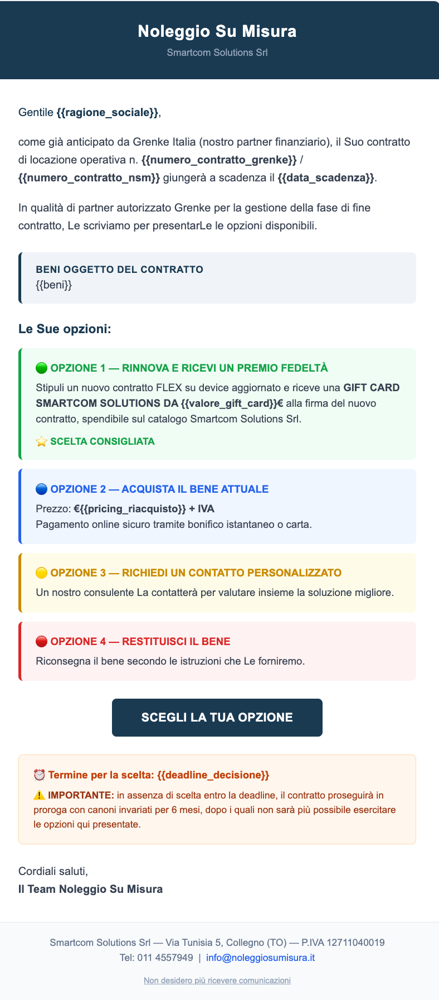 Noleggio Su Misura
Smartcom Solutions Srl
Gentile {{ragione_sociale}},
come già anticipato da Grenke Italia (nostro partner finanziario), il Suo contratto
di locazione operativa n. {{numero_contratto_grenke}} /
{{numero_contratto_nsm}} giungerà a scadenza il {{data_scadenza}}.
In qualità di partner autorizzato Grenke per la gestione della fase di fine
contratto, Le scriviamo per presentarLe le opzioni disponibili.
BENI OGGETTO DEL CONTRATTO
{{beni}}
Le Sue opzioni:
🟢 OPZIONE 1 — RINNOVA E RICEVI UN PREMIO FEDELTÀ
Stipuli un nuovo contratto FLEX su device aggiornato e riceve una GIFT CARD
SMARTCOM SOLUTIONS DA {{valore_gift_card}}€ alla firma del nuovo
contratto, spendibile sul catalogo Smartcom Solutions Srl.
⭐ SCELTA CONSIGLIATA
🔵 OPZIONE 2 — ACQUISTA IL BENE ATTUALE
Prezzo: €{{pricing_riacquisto}} + IVA
Pagamento online sicuro tramite bonifico istantaneo o carta.
🟡 OPZIONE 3 — RICHIEDI UN CONTATTO PERSONALIZZATO
Un nostro consulente La contatterà per valutare insieme la soluzione migliore.
🔴 OPZIONE 4 — RESTITUISCI IL BENE
Riconsegna il bene secondo le istruzioni che Le forniremo.
SCEGLI LA TUA OPZIONE
⏰ Termine per la scelta: {{deadline_decisione}}
⚠️ IMPORTANTE: in assenza di scelta entro la deadline, il contratto proseguirà in
proroga con canoni invariati per 6 mesi, dopo i quali non sarà più possibile esercitare
le opzioni qui presentate.
Cordiali saluti,
Il Team Noleggio Su Misura
Smartcom Solutions Srl — Via Tunisia 5, Collegno (TO) — P.IVA 12711040019
Tel: 011 4557949 | info@noleggiosumisura.it
Non desidero più ricevere comunicazioni